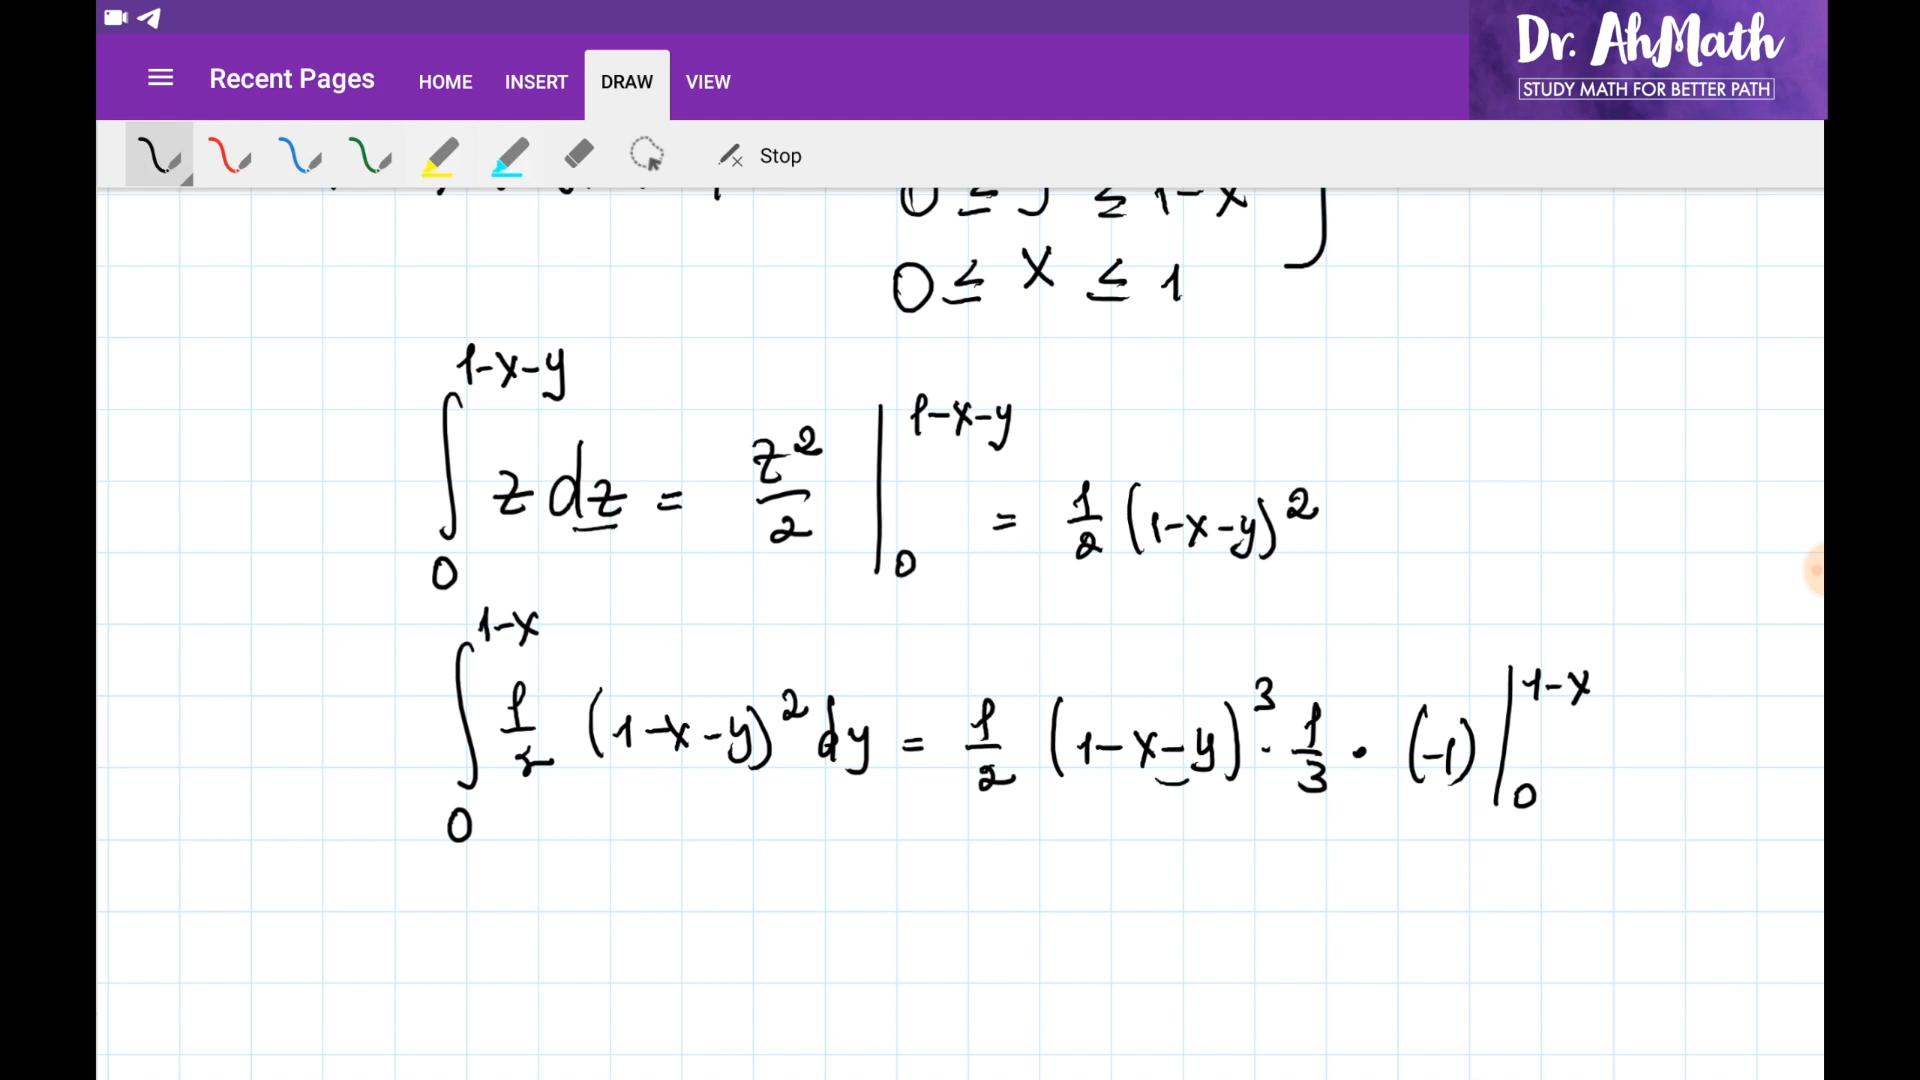 Dr. AhMath
STUDY MATH FOR BETTER PATH
Recent Pages HOME INSERT DRAW VIEW
Stop
0 ≤ y ≤ 1-x
0 ≤ x ≤ 1
∫_0^{1-x-y} z dz = z²/2 |_0^{1-x-y} = 1/2 (1-x-y)²
∫_0^{1-x} 1/2 (1-x-y)² dy = 1/2 (1-x-y)³ · 1/3 · (-1) |_0^{1-x}